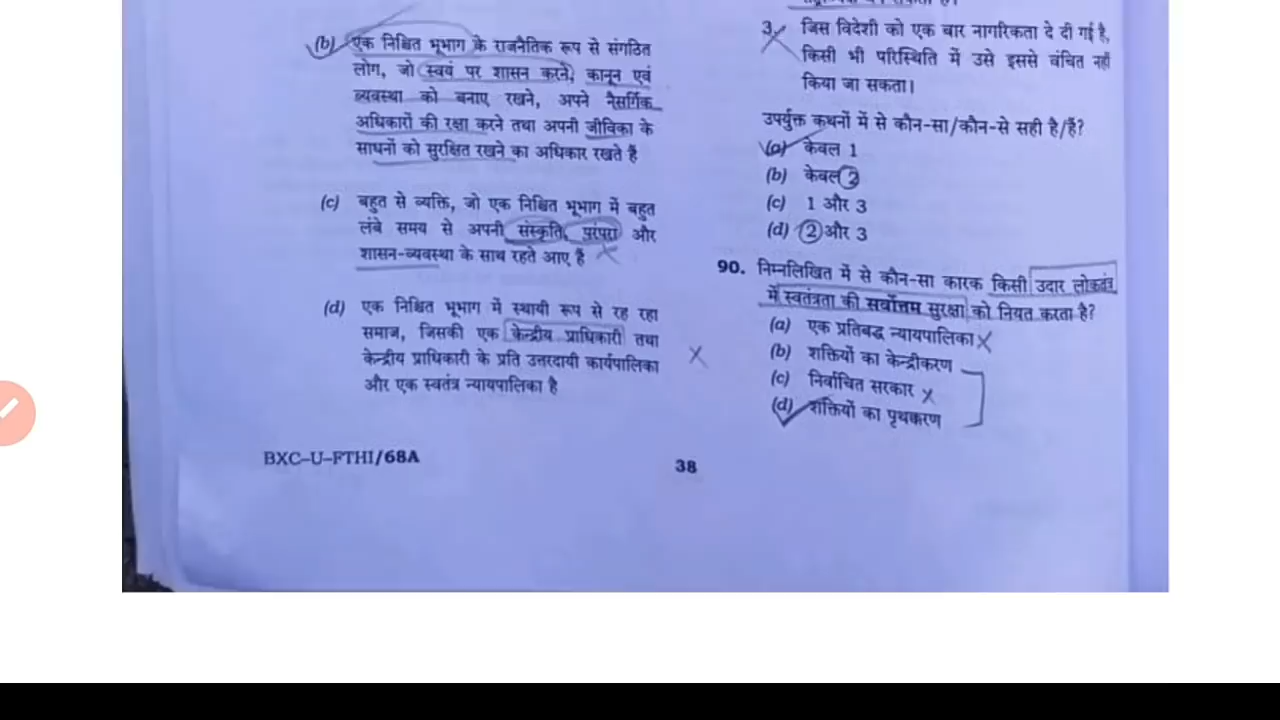 (b) एक निश्चित भूभाग के राजनैतिक रूप से संगठित
लोग, जो स्वयं पर शासन करने, कानून एवं
व्यवस्था को बनाए रखने, अपने नैसर्गिक
अधिकारों की रक्षा करने तथा अपनी जीविका के
साधनों को सुरक्षित रखने का अधिकार रखते हैं
(c) बहुत से व्यक्ति, जो एक निश्चित भूभाग में बहुत
लंबे समय से अपनी संस्कृति, परंपरा और
शासन-व्यवस्था के साथ रहते आए हैं
(d) एक निश्चित भूभाग में स्थायी रूप से रह रहा
समाज, जिसकी एक केन्द्रीय प्राधिकारी तथा
केन्द्रीय प्राधिकारी के प्रति उत्तरदायी कार्यपालिका
और एक स्वतंत्र न्यायपालिका है
BXC–U–FTHI/68A
38
3. जिस विदेशी को एक बार नागरिकता दे दी गई है,
किसी भी परिस्थिति में उसे इससे वंचित नहीं
किया जा सकता।
उपर्युक्त कथनों में से कौन-सा/कौन-से सही है/हैं?
(a) केवल 1
(b) केवल
(c) 1 और 3
(d) 2 और 3
90. निम्नलिखित में से कौन-सा कारक किसी उदार लोकतंत्र
में स्वतंत्रता की सर्वोत्तम सुरक्षा को नियत करता है?
(a) एक प्रतिबद्ध न्यायपालिका
(b) शक्तियों का केन्द्रीकरण
(c) निर्वाचित सरकार
(d) शक्तियों का पृथक्करण